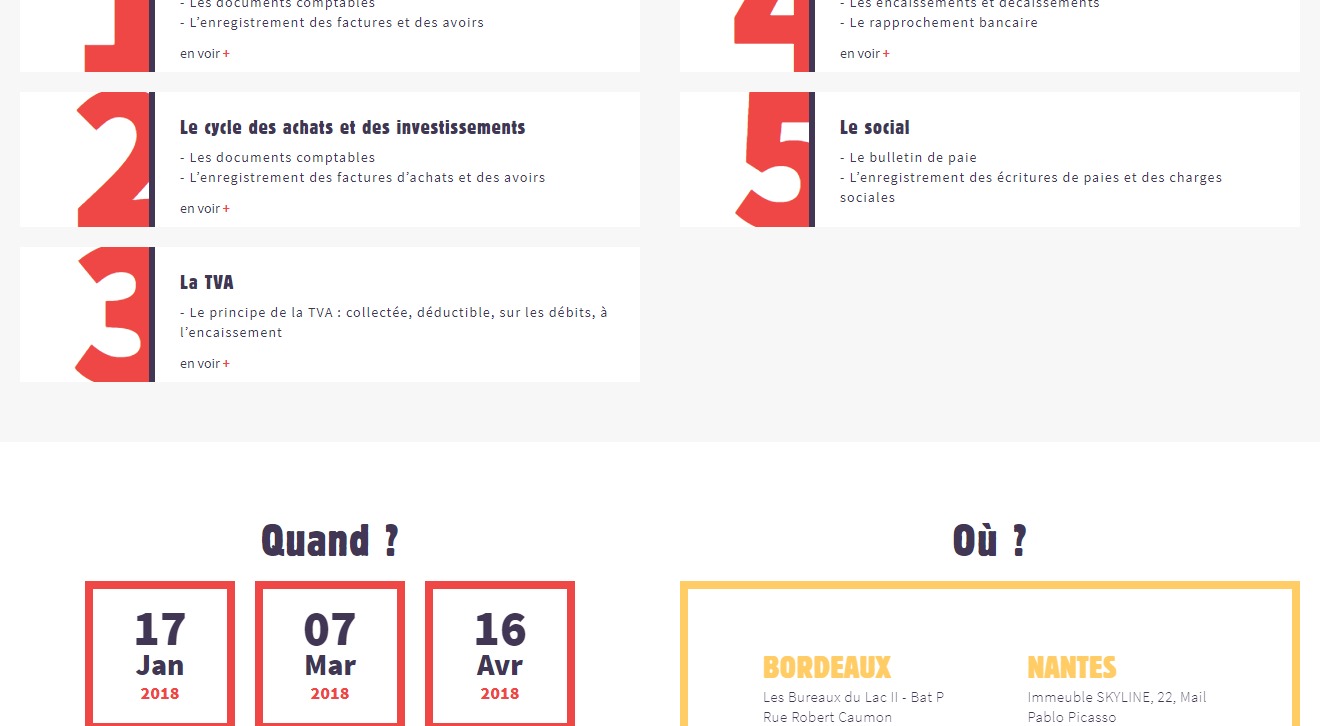 1
- Les documents comptables
- L’enregistrement des factures et des avoirs
en voir +
2
Le cycle des achats et des investissements
- Les documents comptables
- L’enregistrement des factures d’achats et des avoirs
en voir +
3
La TVA
- Le principe de la TVA : collectée, déductible, sur les débits, à
l’encaissement
en voir +
4
- Les encaissements et décaissements
- Le rapprochement bancaire
en voir +
5
Le social
- Le bulletin de paie
- L’enregistrement des écritures de paies et des charges
sociales
Quand ?
17
Jan
2018
07
Mar
2018
16
Avr
2018
Où ?
BORDEAUX
Les Bureaux du Lac II - Bat P
Rue Robert Caumon
NANTES
Immeuble SKYLINE, 22, Mail
Pablo Picasso